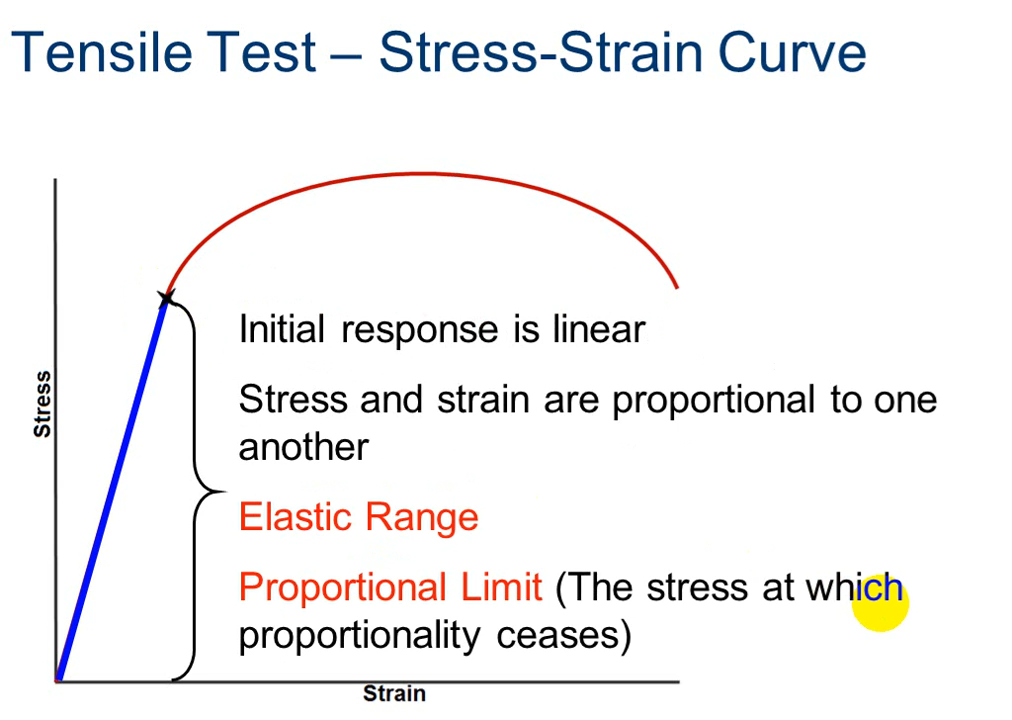 Tensile Test – Stress-Strain Curve
Initial response is linear
Stress and strain are proportional to one
another
Elastic Range
Proportional Limit (The stress at which
proportionality ceases)
Stress
Strain